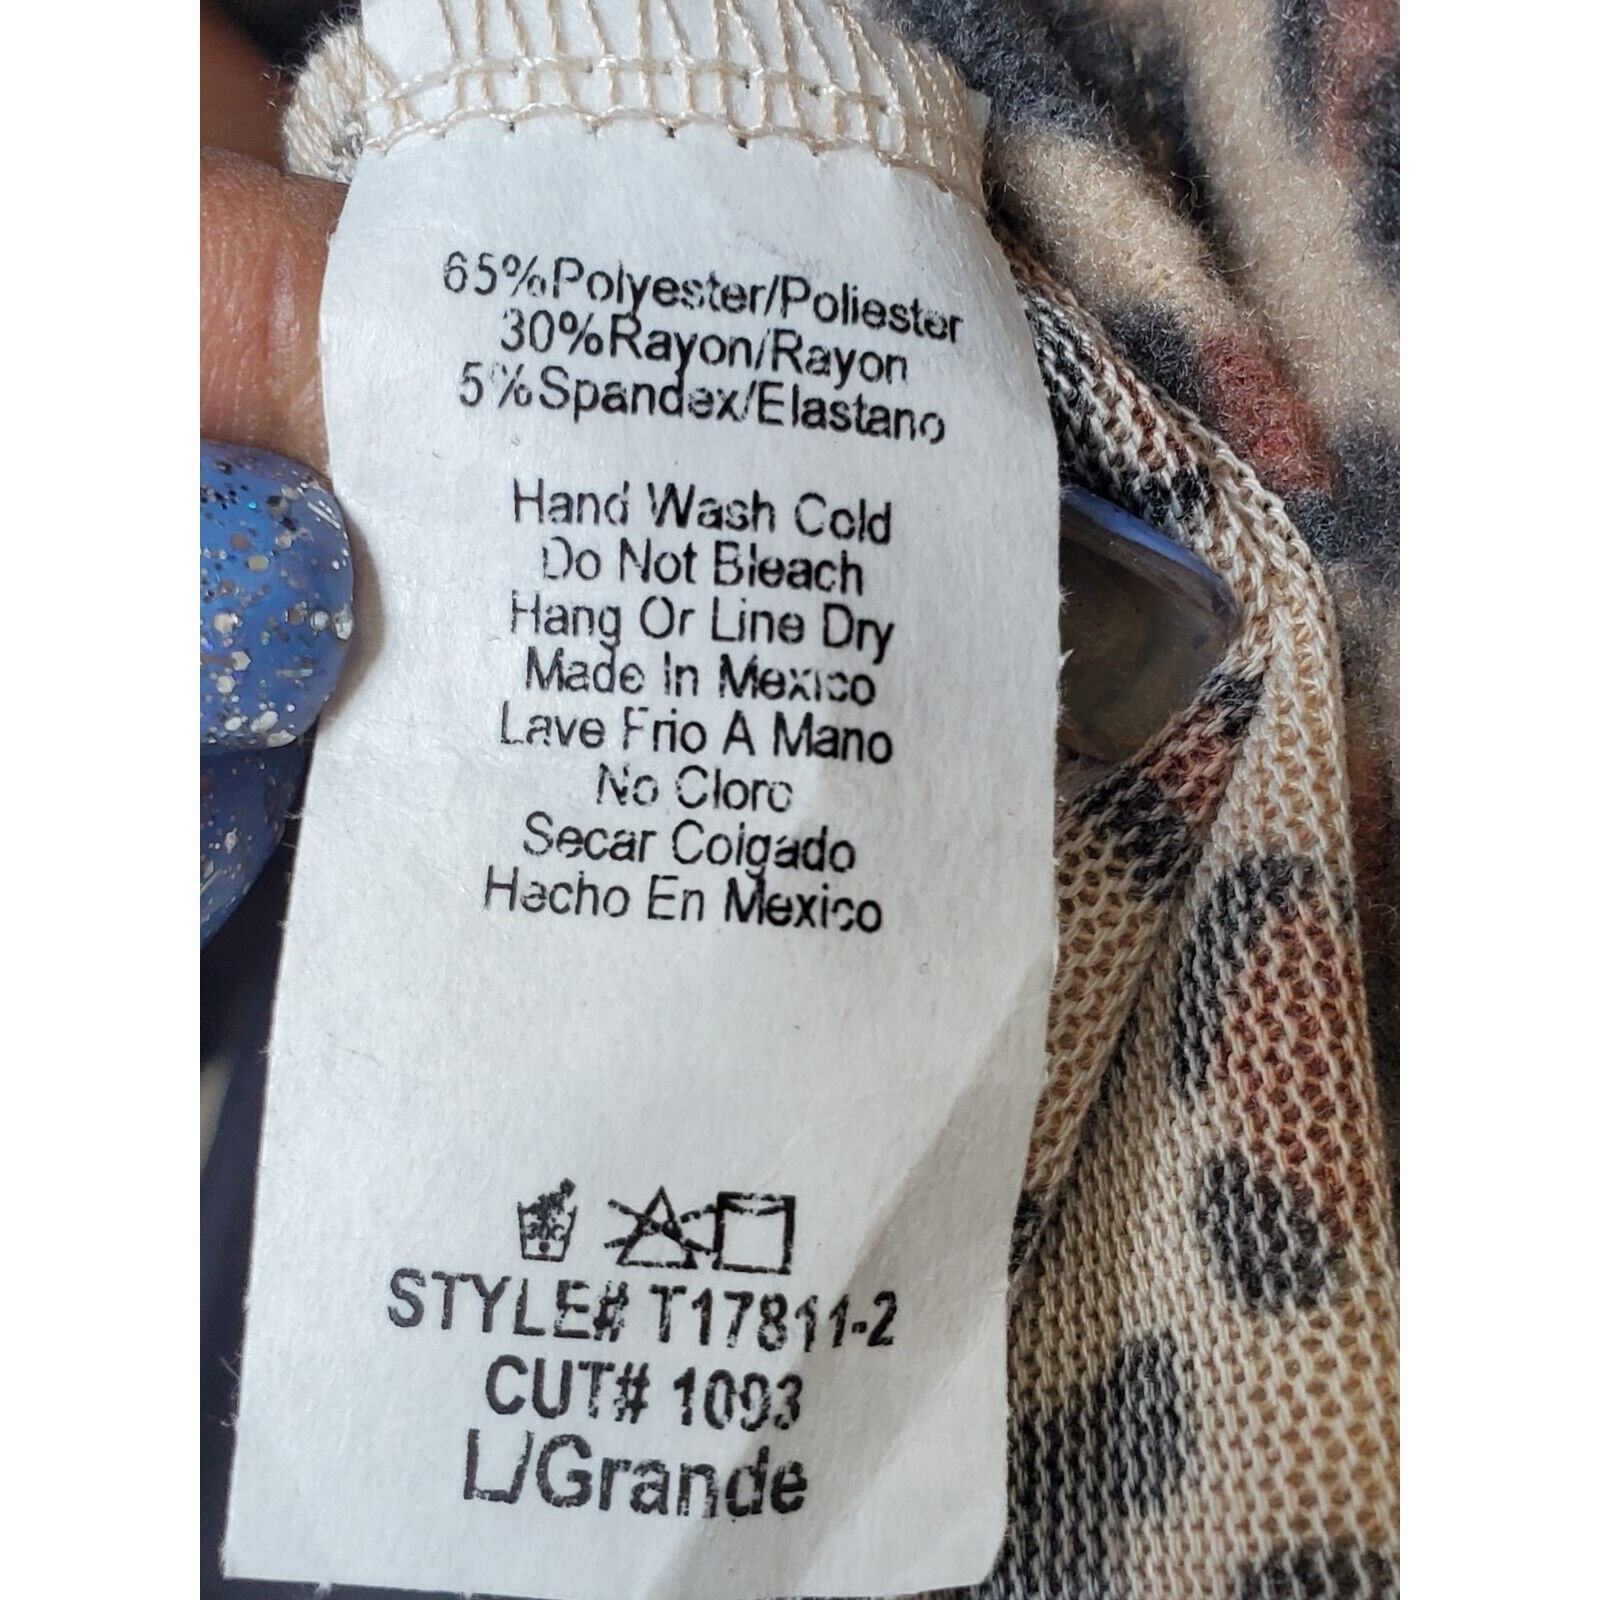 65%Polyester/Poliester
30%Rayon/Rayon
5%Spandex/Elastano
Hand Wash Cold
Do Not Bleach
Hang Or Line Dry
Made In Mexico
Lave Frio A Mano
No Cloro
Secar Colgado
Hecho En Mexico
30C
STYLE# T17811-2
CUT# 1093
L/Grande